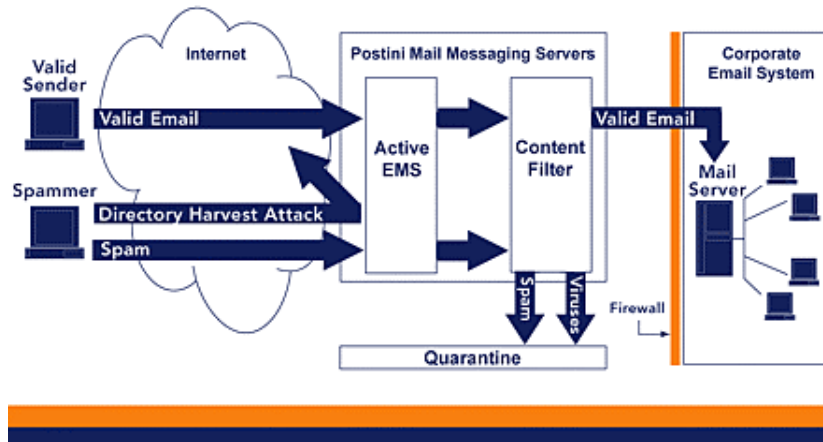 Internet
Postini Mail Messaging Servers
Corporate
Email System
Valid
Sender
Valid Email
Valid Email
Active
EMS
Content
Filter
Mail
Server
Spammer
Directory Harvest Attack
Spam
Spam
Viruses
Firewall
Quarantine